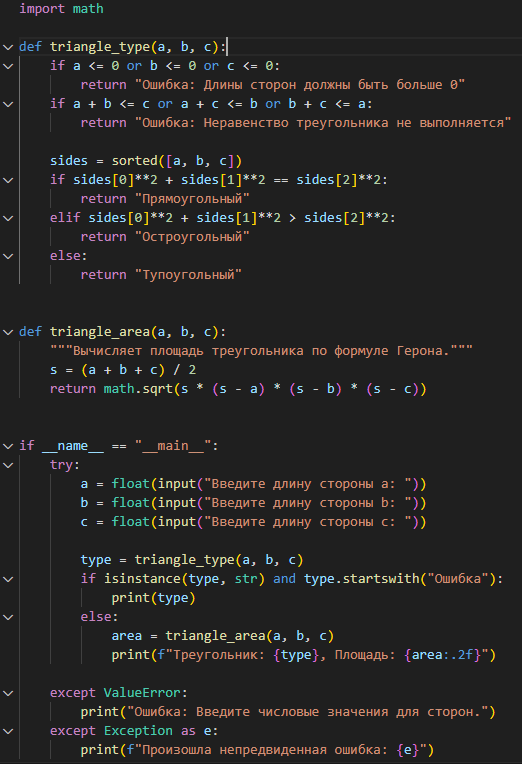 import math
def triangle_type(a, b, c):
    if a <= 0 or b <= 0 or c <= 0:
        return "Ошибка: Длины сторон должны быть больше 0"
    if a + b <= c or a + c <= b or b + c <= a:
        return "Ошибка: Неравенство треугольника не выполняется"
    sides = sorted([a, b, c])
    if sides[0]**2 + sides[1]**2 == sides[2]**2:
        return "Прямоугольный"
    elif sides[0]**2 + sides[1]**2 > sides[2]**2:
        return "Остроугольный"
    else:
        return "Тупоугольный"
def triangle_area(a, b, c):
    """Вычисляет площадь треугольника по формуле Герона."""
    s = (a + b + c) / 2
    return math.sqrt(s * (s - a) * (s - b) * (s - c))
if __name__ == "__main__":
    try:
        a = float(input("Введите длину стороны a: "))
        b = float(input("Введите длину стороны b: "))
        c = float(input("Введите длину стороны c: "))
        type = triangle_type(a, b, c)
        if isinstance(type, str) and type.startswith("Ошибка"):
            print(type)
        else:
            area = triangle_area(a, b, c)
            print(f"Треугольник: {type}, Площадь: {area:.2f}")
    except ValueError:
        print("Ошибка: Введите числовые значения для сторон.")
    except Exception as e:
        print(f"Произошла непредвиденная ошибка: {e}")